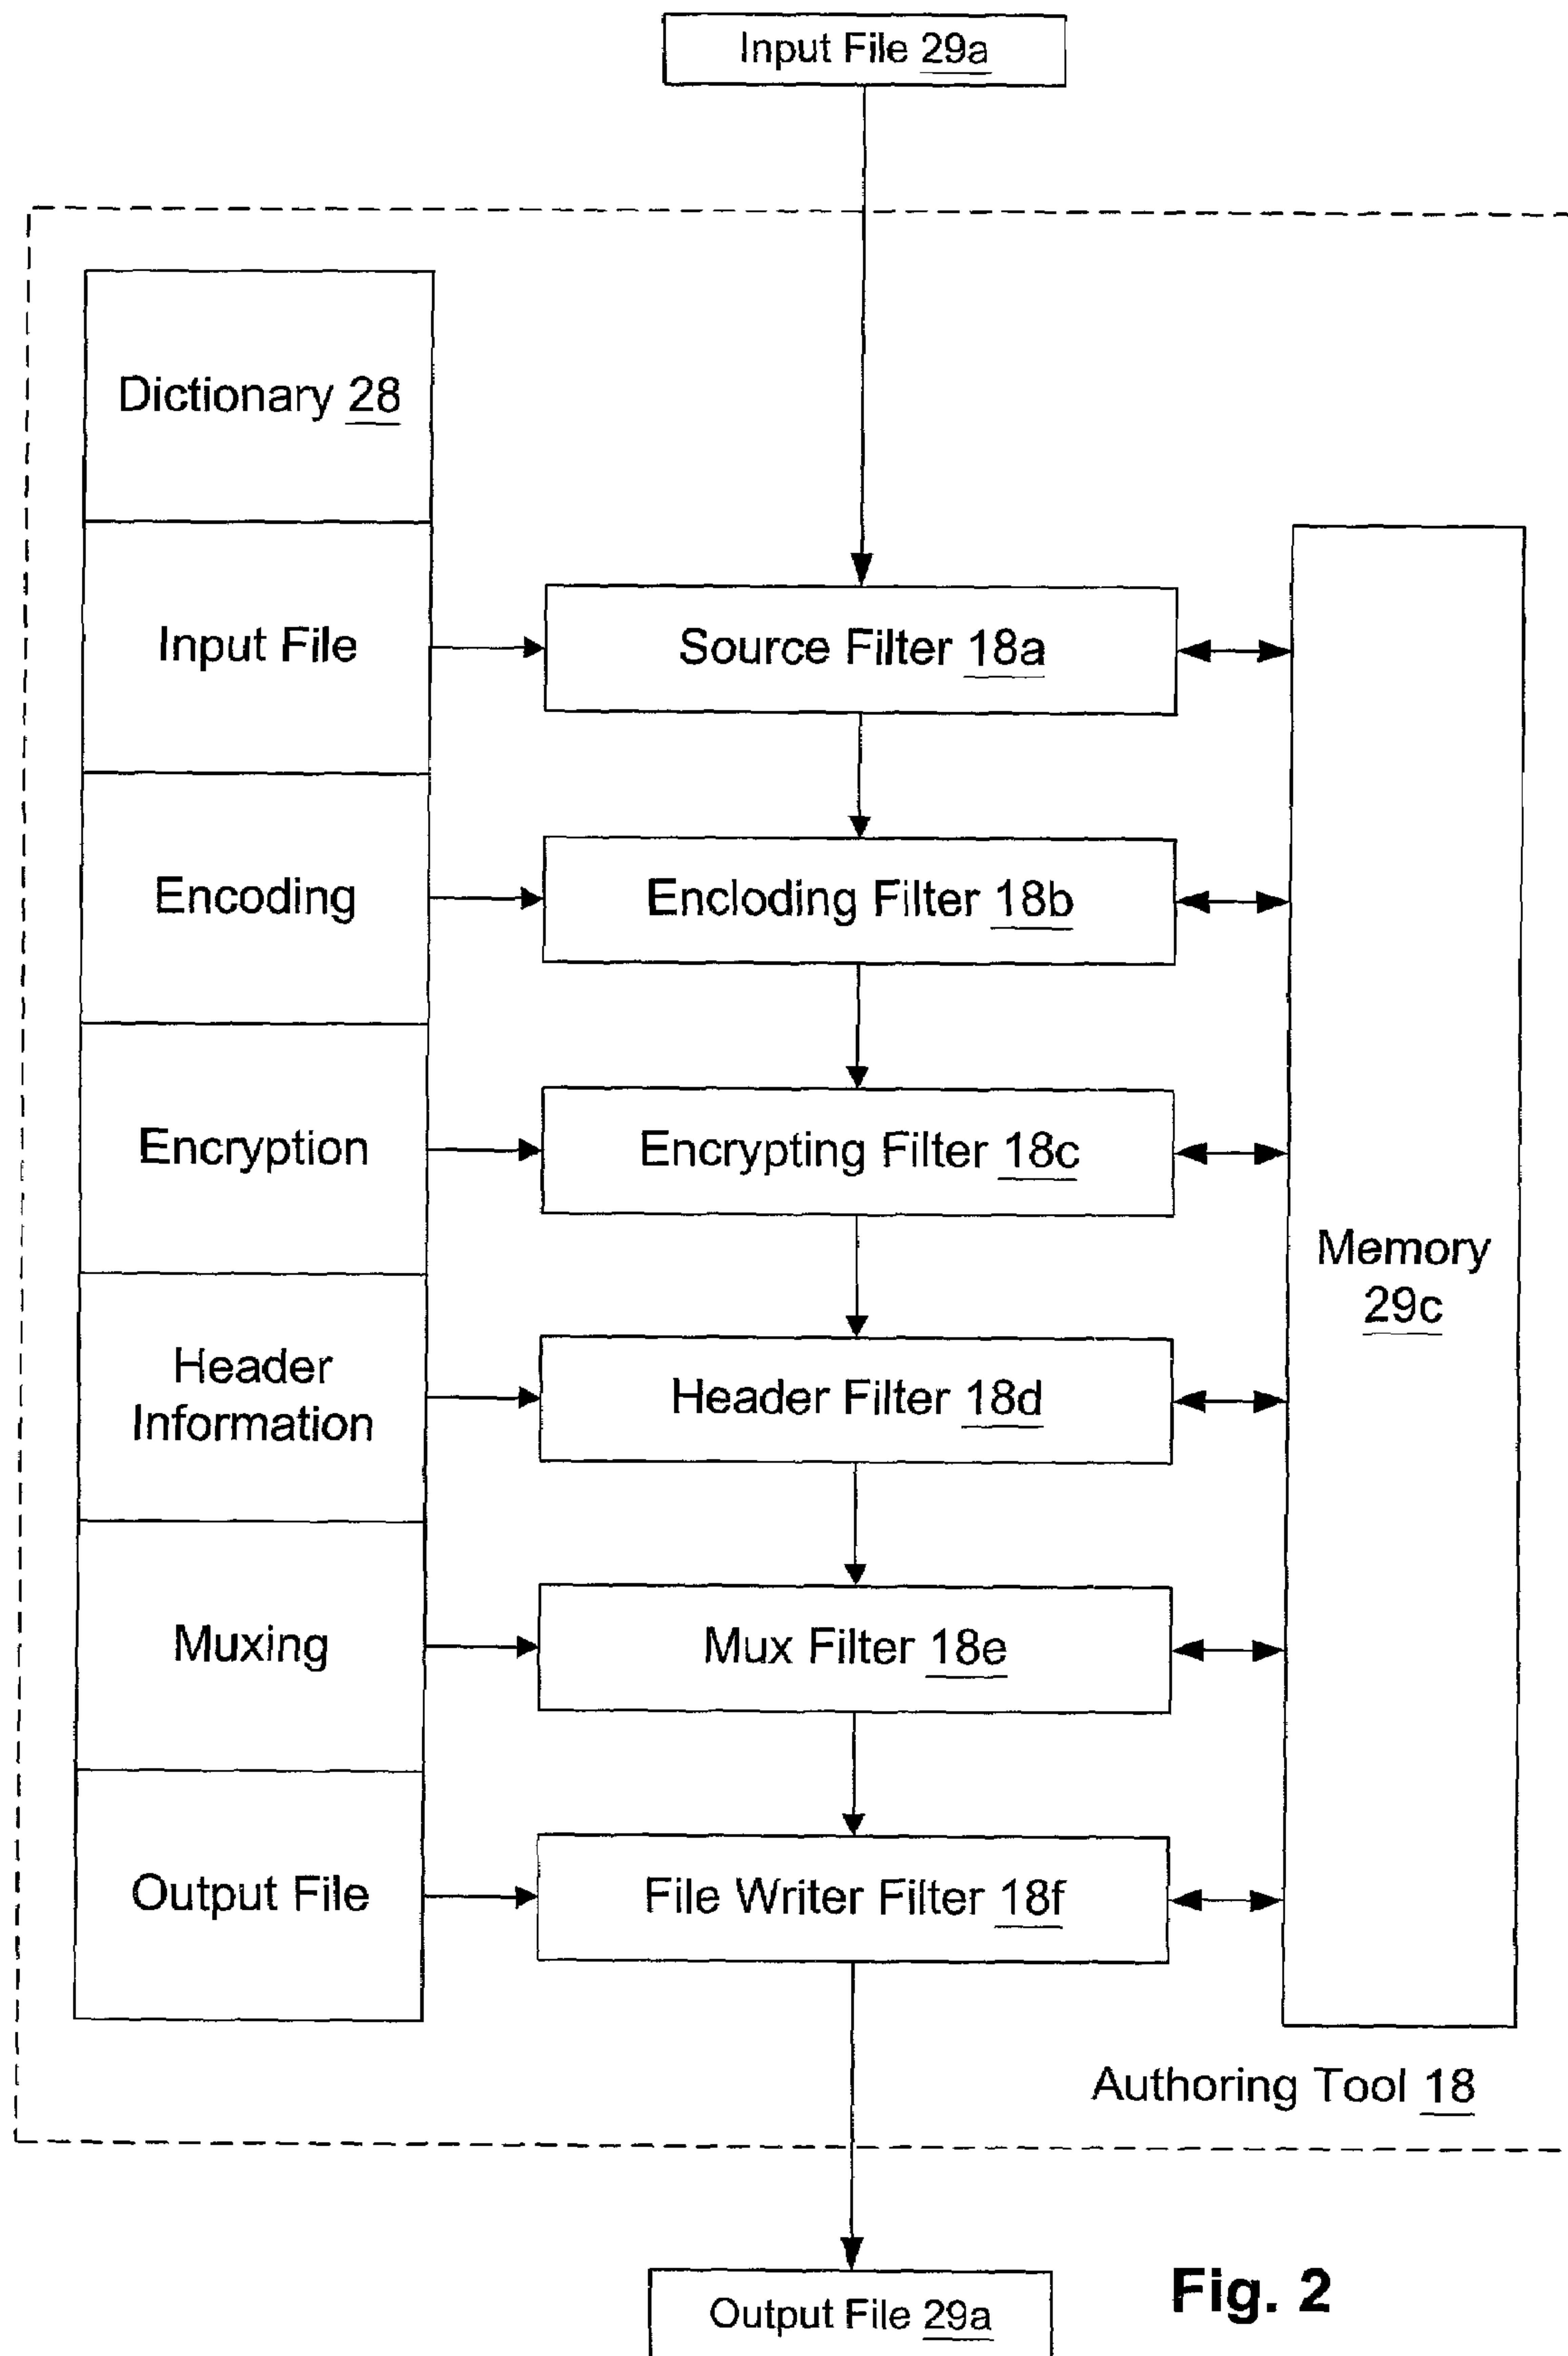 Input File 29a
Dictionary 28
Input File
Source Filter 18a
Encoding
Encloding Filter 18b
Encryption
Encrypting Filter 18c
Memory
29c
Header
Information
Header Filter 18d
Muxing
Mux Filter 18e
Output File
File Writer Filter 18f
Authoring Tool 18
Output File 29a
Fig. 2